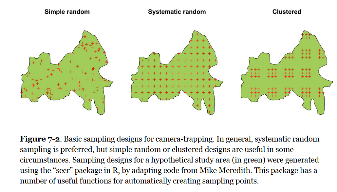 Simple random
Systematic random
Clustered
Figure 7-2. Basic sampling designs for camera-trapping. In general, systematic random
sampling is preferred, but simple random or clustered designs are useful in some
circumstances. Sampling designs for a hypothetical study area (in green) were generated
using the "secr" package in R, by adapting code from Mike Meredith. This package has a
number of useful functions for automatically creating sampling points.